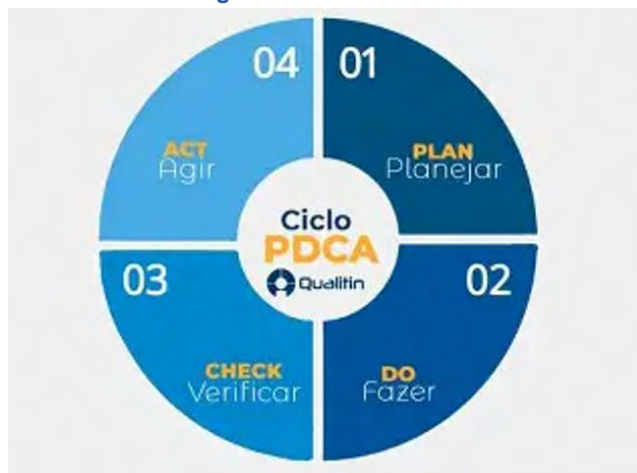 04
01
ACT
Agir
PLAN
Planejar
Ciclo
PDCA
Qualitin
03
02
CHECK
Verificar
DO
Fazer